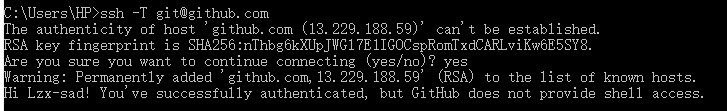 C:\Users\HP>ssh -T git@github.com
The authenticity of host 'github.com (13.229.188.59)' can't be established.
RSA key fingerprint is SHA256:nThbg6kXUpJWGl7E1IGOCspRomTxdCARLviKw6E5SY8.
Are you sure you want to continue connecting (yes/no)? yes
Warning: Permanently added 'github.com,13.229.188.59' (RSA) to the list of known hosts.
Hi Lzx-sad! You've successfully authenticated, but GitHub does not provide shell access.